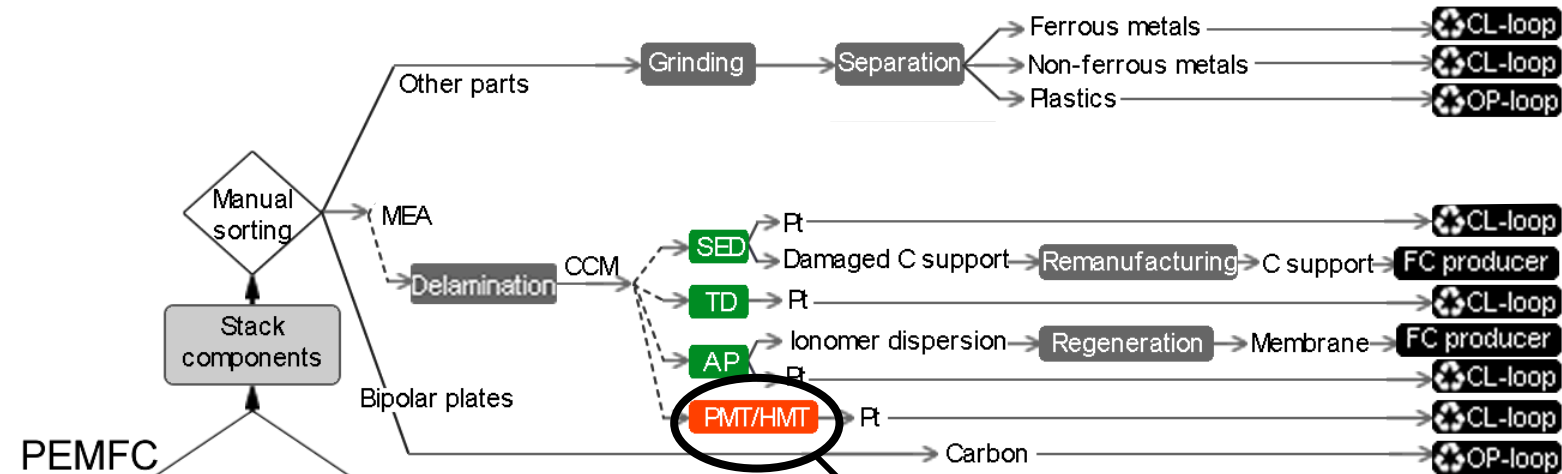 Ferrous metals CL-loop
Grinding Separation Non-ferrous metals CL-loop
Other parts Plastics OP-loop
Manual
sorting
MEA
SED Pt CL-loop
Damaged C support Remanufacturing C support FC producer
Delamination CCM
TD Pt CL-loop
Stack
components
Ionomer dispersion Regeneration Membrane FC producer
AP
Pt CL-loop
Bipolar plates
PMT/HMT Pt CL-loop
PEMFC
Carbon OP-loop